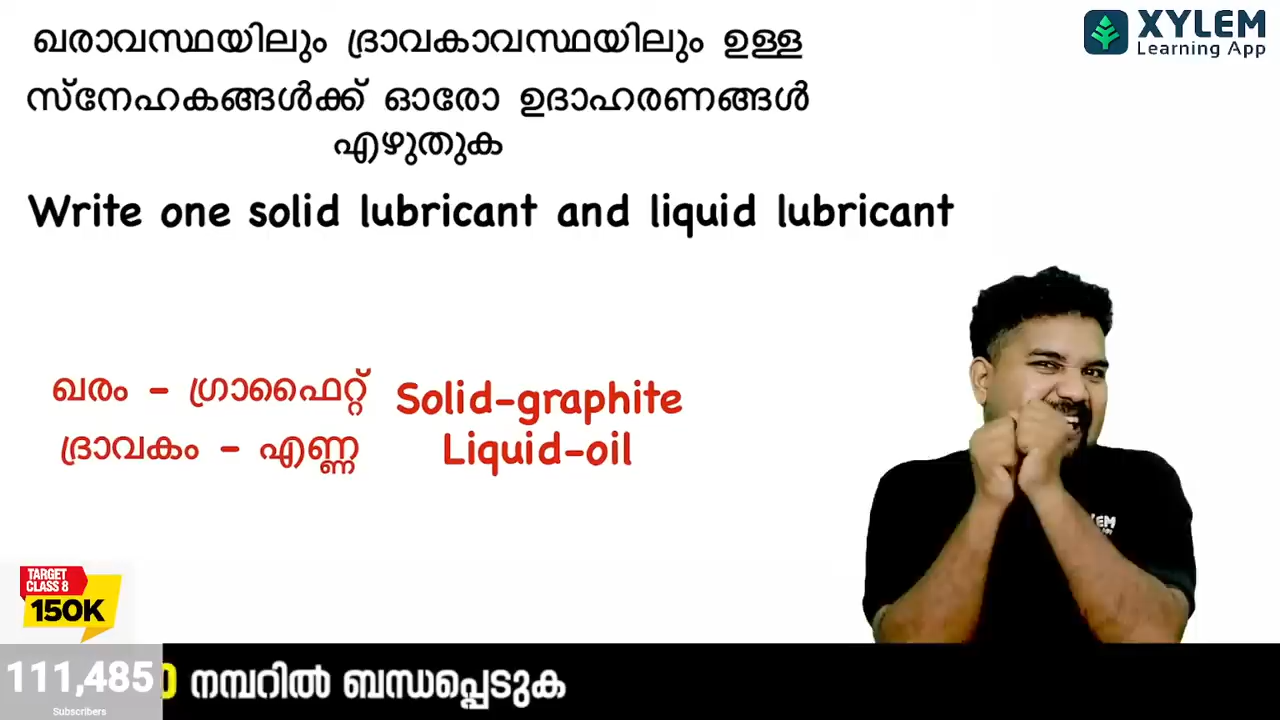 ഖരാവസ്ഥയിലും ദ്രാവകാവസ്ഥയിലും ഉള്ള
സ്നേഹകങ്ങൾക്ക് ഓരോ ഉദാഹരണങ്ങൾ
എഴുതുക
Write one solid lubricant and liquid lubricant
ഖരം - ഗ്രാഫൈറ്റ്
ദ്രാവകം - എണ്ണ
Solid-graphite
Liquid-oil
XYLEM
Learning App
TARGET
CLASS 8
150K
111,485
Subscribers
നമ്പറിൽ ബന്ധപ്പെടുക